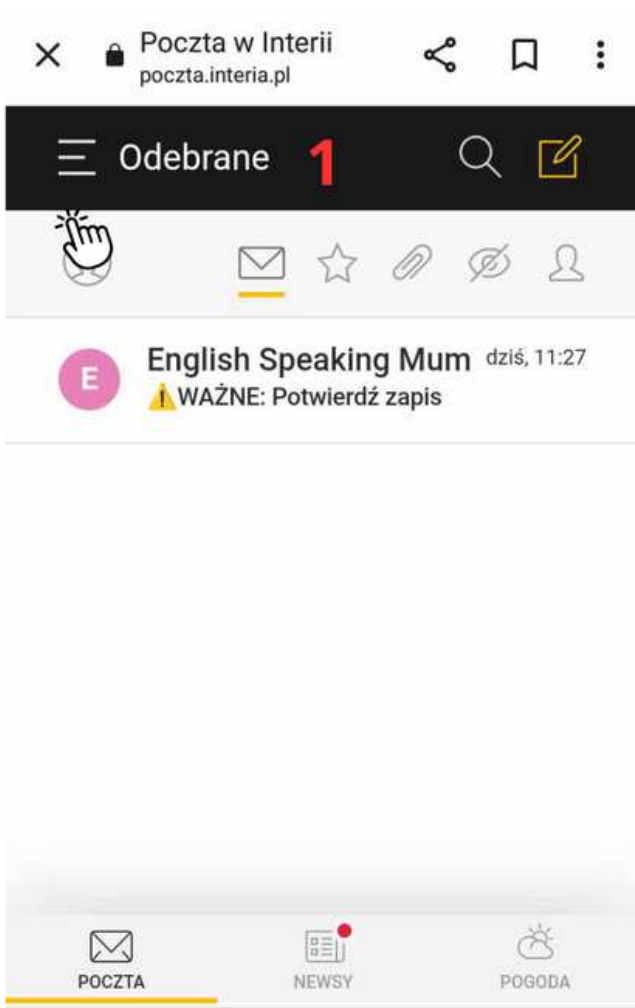 Poczta w Interii
poczta.interia.pl
Odebrane 1
E
English Speaking Mum dziś, 11:27
⚠️WAŻNE: Potwierdź zapis
POCZTA NEWSY POGODA